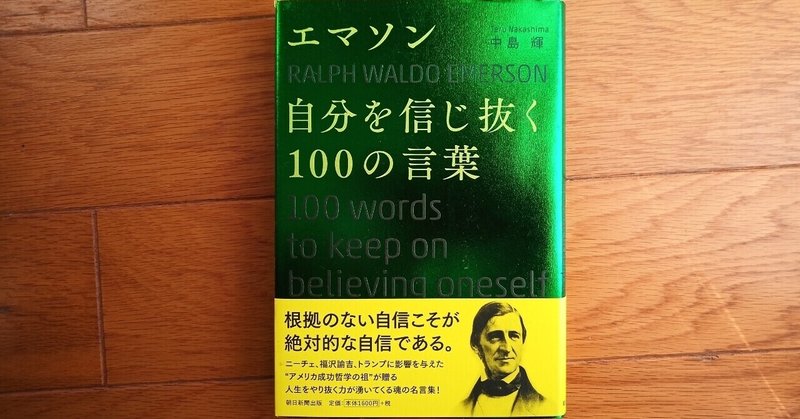 エマソン
Teru Nakashima
中島 輝
RALPH WALDO EMERSON
自分を信じ抜く
100の言葉
100 words
to keep on
believing oneself
根拠のない自信こそが
絶対的な自信である。
ニーチェ、福沢諭吉、トランプに影響を与えた
"アメリカ成功哲学の祖"が贈る
人生をやり抜く力が湧いてくる魂の名言集!
朝日新聞出版 定価:本体1600円+税